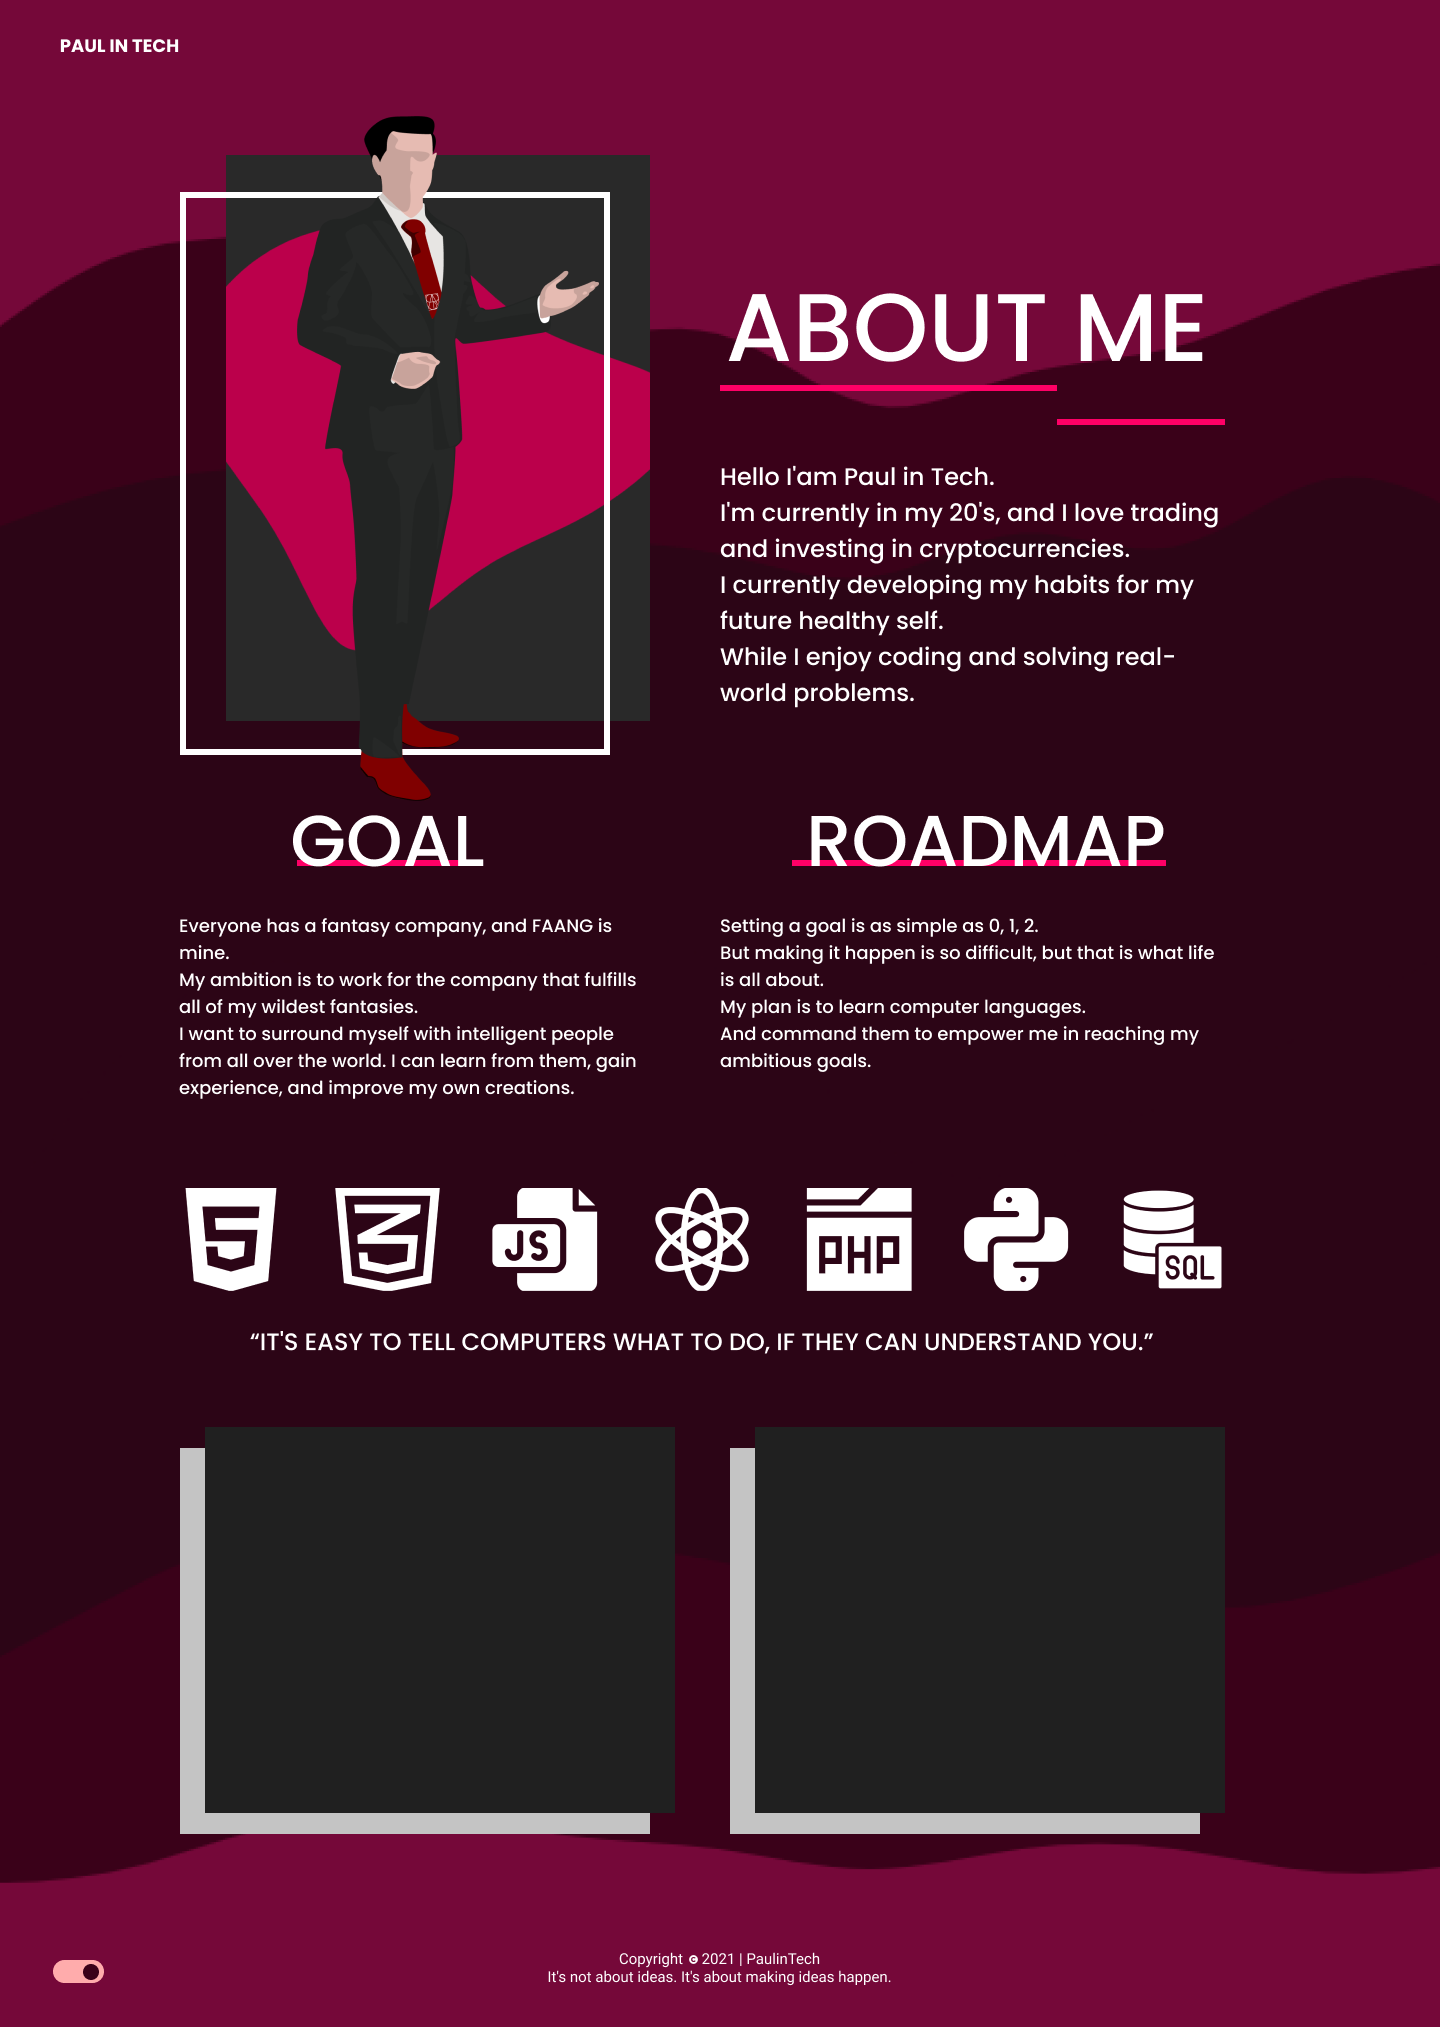 PAUL IN TECH
ABOUT ME
Hello I'am Paul in Tech.
I'm currently in my 20's, and I love trading
and investing in cryptocurrencies.
I currently developing my habits for my
future healthy self.
While I enjoy coding and solving real-
world problems.
GOAL
Everyone has a fantasy company, and FAANG is
mine.
My ambition is to work for the company that fulfills
all of my wildest fantasies.
I want to surround myself with intelligent people
from all over the world. I can learn from them, gain
experience, and improve my own creations.
ROADMAP
Setting a goal is as simple as 0, 1, 2.
But making it happen is so difficult, but that is what life
is all about.
My plan is to learn computer languages.
And command them to empower me in reaching my
ambitious goals.
JS
PHP
SQL
“IT'S EASY TO TELL COMPUTERS WHAT TO DO, IF THEY CAN UNDERSTAND YOU.”
Copyright © 2021 | PaulinTech
It's not about ideas. It's about making ideas happen.